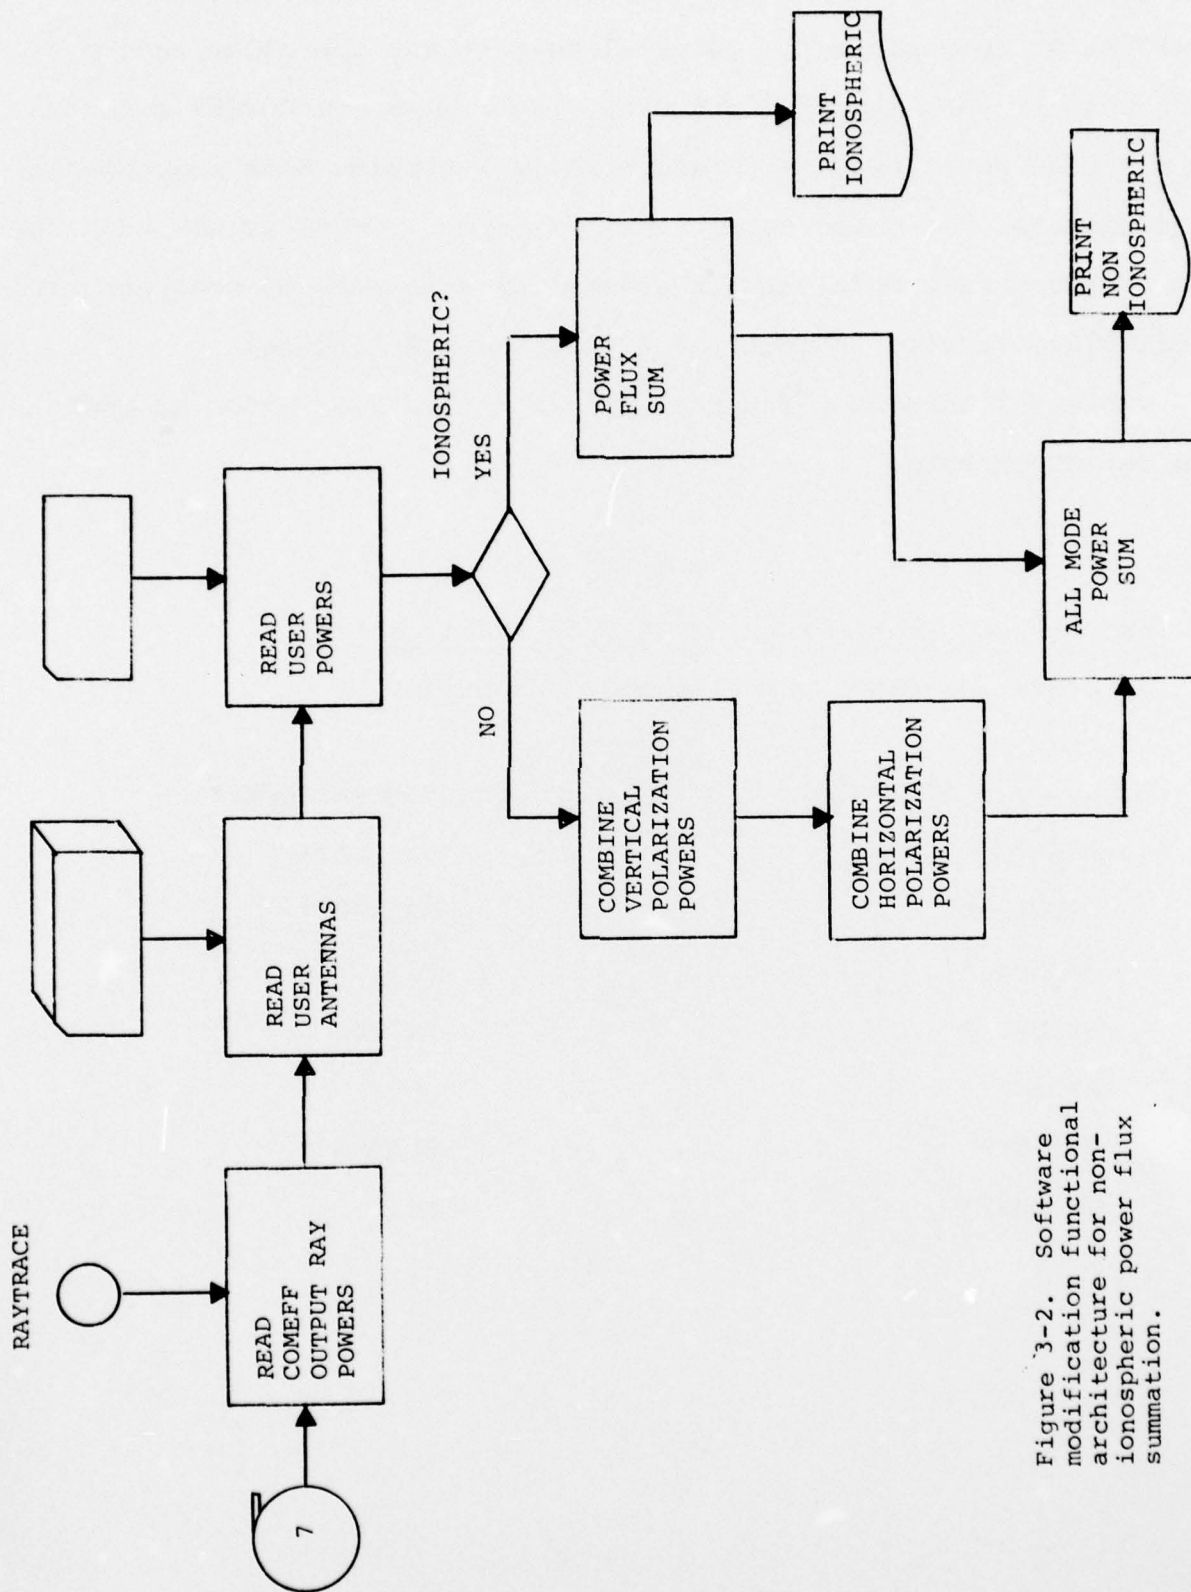 RAYTRACE
7
READ
COMEFF
OUTPUT RAY
POWERS
READ
USER
ANTENNAS
READ
USER
POWERS
IONOSPHERIC?
YES
NO
POWER
FLUX
SUM
PRINT
IONOSPHERIC
COMBINE
VERTICAL
POLARIZATION
POWERS
COMBINE
HORIZONTAL
POLARIZATION
POWERS
ALL MODE
POWER
SUM
PRINT
NON
IONOSPHERIC
Figure 3-2. Software
modification functional
architecture for non-
ionospheric power flux
summation.